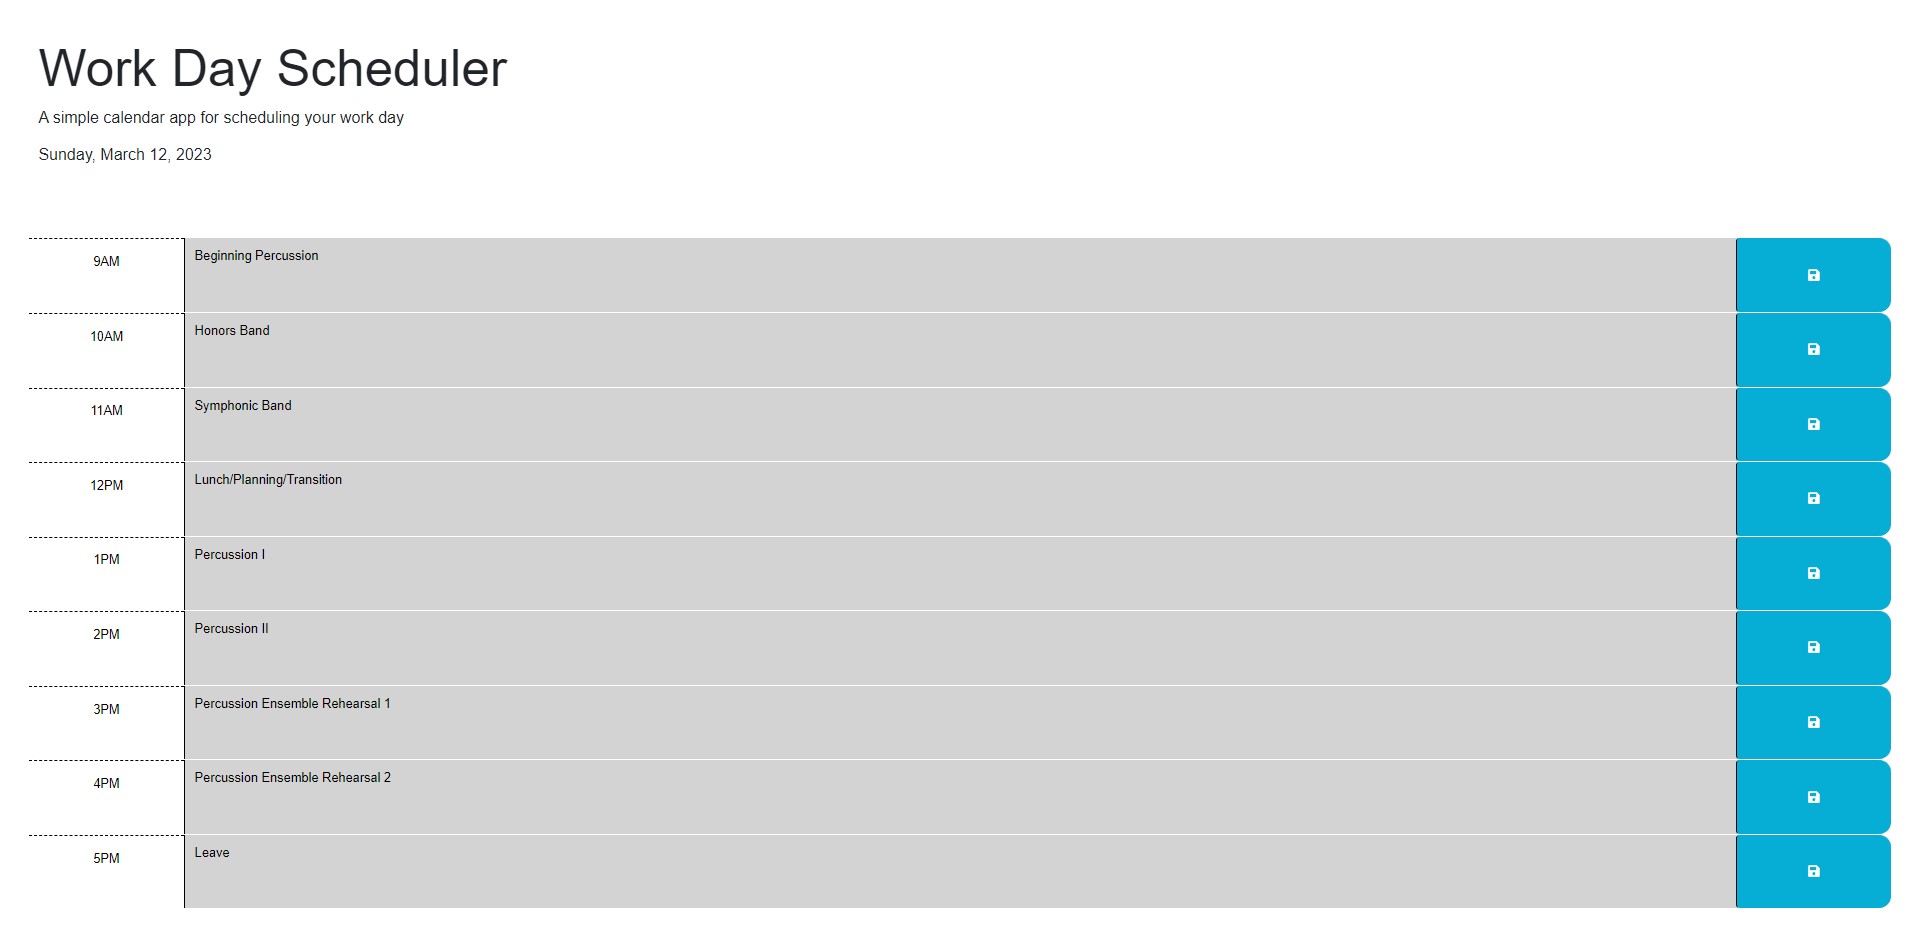 Work Day Scheduler
A simple calendar app for scheduling your work day
Sunday, March 12, 2023
9AM Beginning Percussion
10AM Honors Band
11AM Symphonic Band
12PM Lunch/Planning/Transition
1PM Percussion I
2PM Percussion II
3PM Percussion Ensemble Rehearsal 1
4PM Percussion Ensemble Rehearsal 2
5PM Leave